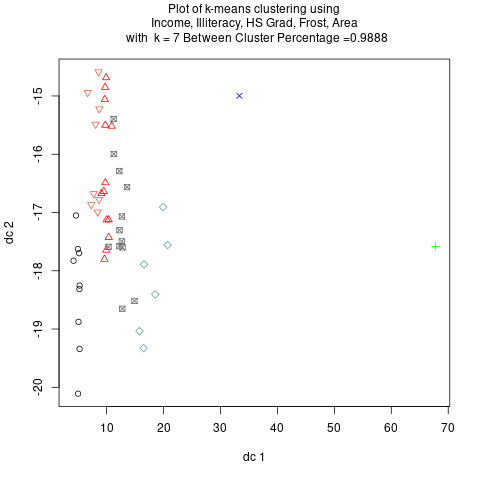 Plot of k-means clustering using
Income, Illiteracy, HS Grad, Frost, Area
with k = 7 Between Cluster Percentage =0.9888
-15
-16
-17
-18
-19
-20
dc 2
10 20 30 40 50 60 70
dc 1